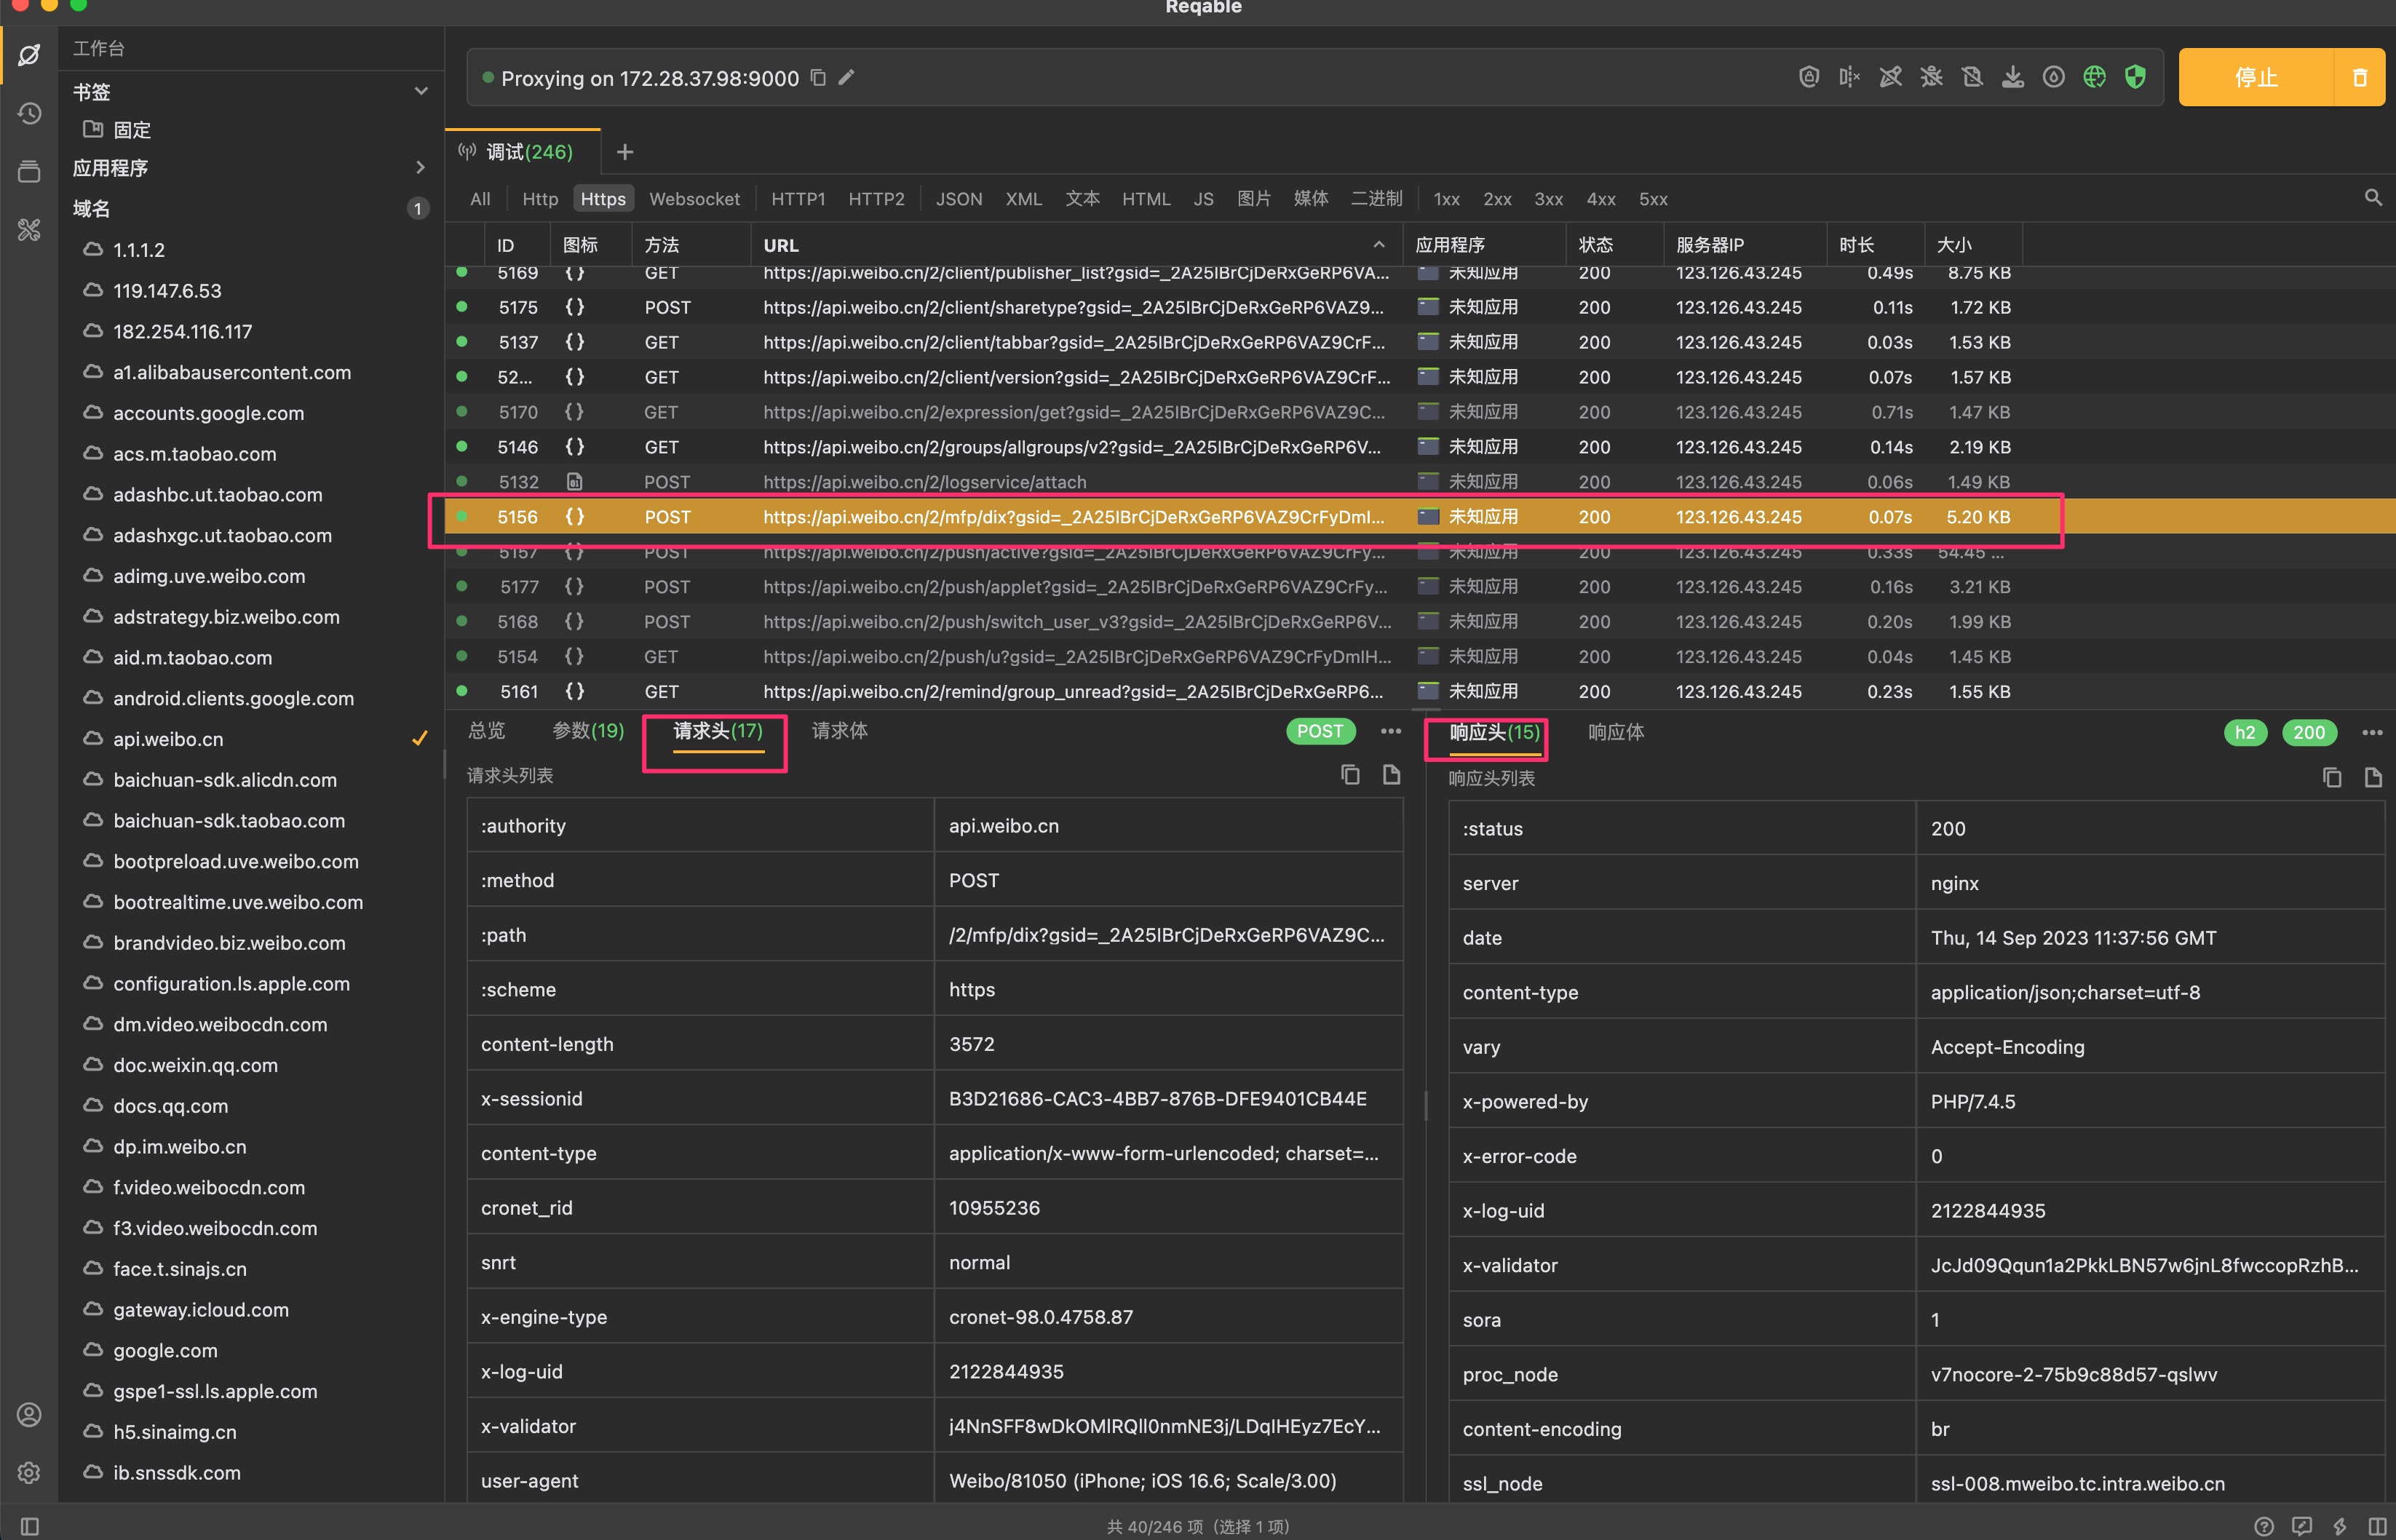 Reqable
工作台
书签
固定
应用程序
域名 1
1.1.1.2
119.147.6.53
182.254.116.117
a1.alibabausercontent.com
accounts.google.com
acs.m.taobao.com
adashbc.ut.taobao.com
adashxgc.ut.taobao.com
adimg.uve.weibo.com
adstrategy.biz.weibo.com
aid.m.taobao.com
android.clients.google.com
api.weibo.cn
baichuan-sdk.alicdn.com
baichuan-sdk.taobao.com
bootpreload.uve.weibo.com
bootrealtime.uve.weibo.com
brandvideo.biz.weibo.com
configuration.ls.apple.com
dm.video.weibocdn.com
doc.weixin.qq.com
docs.qq.com
dp.im.weibo.cn
f.video.weibocdn.com
f3.video.weibocdn.com
face.t.sinajs.cn
gateway.icloud.com
google.com
gspe1-ssl.ls.apple.com
h5.sinaimg.cn
ib.snssdk.com
Proxying on 172.28.37.98:9000
停止
调试(246)
All Http Https Websocket HTTP1 HTTP2 JSON XML 文本 HTML JS 图片 媒体 二进制 1xx 2xx 3xx 4xx 5xx
ID 图标 方法 URL 应用程序 状态 服务器IP 时长 大小
5169 { } GET https://api.weibo.cn/2/client/publisher_list?gsid=_2A25IBrCjDeRxGeRP6VA... 未知应用 200 123.126.43.245 0.49s 8.75 KB
5175 { } POST https://api.weibo.cn/2/client/sharetype?gsid=_2A25IBrCjDeRxGeRP6VAZ9... 未知应用 200 123.126.43.245 0.11s 1.72 KB
5137 { } GET https://api.weibo.cn/2/client/tabbar?gsid=_2A25IBrCjDeRxGeRP6VAZ9CrF... 未知应用 200 123.126.43.245 0.03s 1.53 KB
52... { } GET https://api.weibo.cn/2/client/version?gsid=_2A25IBrCjDeRxGeRP6VAZ9CrF... 未知应用 200 123.126.43.245 0.07s 1.57 KB
5170 { } GET https://api.weibo.cn/2/expression/get?gsid=_2A25IBrCjDeRxGeRP6VAZ9C... 未知应用 200 123.126.43.245 0.71s 1.47 KB
5146 { } GET https://api.weibo.cn/2/groups/allgroups/v2?gsid=_2A25IBrCjDeRxGeRP6V... 未知应用 200 123.126.43.245 0.14s 2.19 KB
5132 POST https://api.weibo.cn/2/logservice/attach 未知应用 200 123.126.43.245 0.06s 1.49 KB
5156 { } POST https://api.weibo.cn/2/mfp/dix?gsid=_2A25IBrCjDeRxGeRP6VAZ9CrFyDmI... 未知应用 200 123.126.43.245 0.07s 5.20 KB
5157 { } POST https://api.weibo.cn/2/push/active?gsid=_2A25IBrCjDeRxGeRP6VAZ9CrFy... 未知应用 200 123.126.43.245 0.33s 54.45 ...
5177 { } POST https://api.weibo.cn/2/push/applet?gsid=_2A25IBrCjDeRxGeRP6VAZ9CrFy... 未知应用 200 123.126.43.245 0.16s 3.21 KB
5168 { } POST https://api.weibo.cn/2/push/switch_user_v3?gsid=_2A25IBrCjDeRxGeRP6V... 未知应用 200 123.126.43.245 0.20s 1.99 KB
5154 { } GET https://api.weibo.cn/2/push/u?gsid=_2A25IBrCjDeRxGeRP6VAZ9CrFyDmIH... 未知应用 200 123.126.43.245 0.04s 1.45 KB
5161 { } GET https://api.weibo.cn/2/remind/group_unread?gsid=_2A25IBrCjDeRxGeRP6... 未知应用 200 123.126.43.245 0.23s 1.55 KB
总览 参数(19) 请求头(17) 请求体 POST
请求头列表
:authority api.weibo.cn
:method POST
:path /2/mfp/dix?gsid=_2A25IBrCjDeRxGeRP6VAZ9C...
:scheme https
content-length 3572
x-sessionid B3D21686-CAC3-4BB7-876B-DFE9401CB44E
content-type application/x-www-form-urlencoded; charset=...
cronet_rid 10955236
snrt normal
x-engine-type cronet-98.0.4758.87
x-log-uid 2122844935
x-validator j4NnSFF8wDkOMlRQll0nmNE3j/LDqlHEyz7EcY...
user-agent Weibo/81050 (iPhone; iOS 16.6; Scale/3.00)
响应头(15) 响应体 h2 200
响应头列表
:status 200
server nginx
date Thu, 14 Sep 2023 11:37:56 GMT
content-type application/json;charset=utf-8
vary Accept-Encoding
x-powered-by PHP/7.4.5
x-error-code 0
x-log-uid 2122844935
x-validator JcJd09Qqun1a2PkkLBN57w6jnL8fwccopRzhB...
sora 1
proc_node v7nocore-2-75b9c88d57-qslwv
content-encoding br
ssl_node ssl-008.mweibo.tc.intra.weibo.cn
共 40/246 项（选择 1 项）